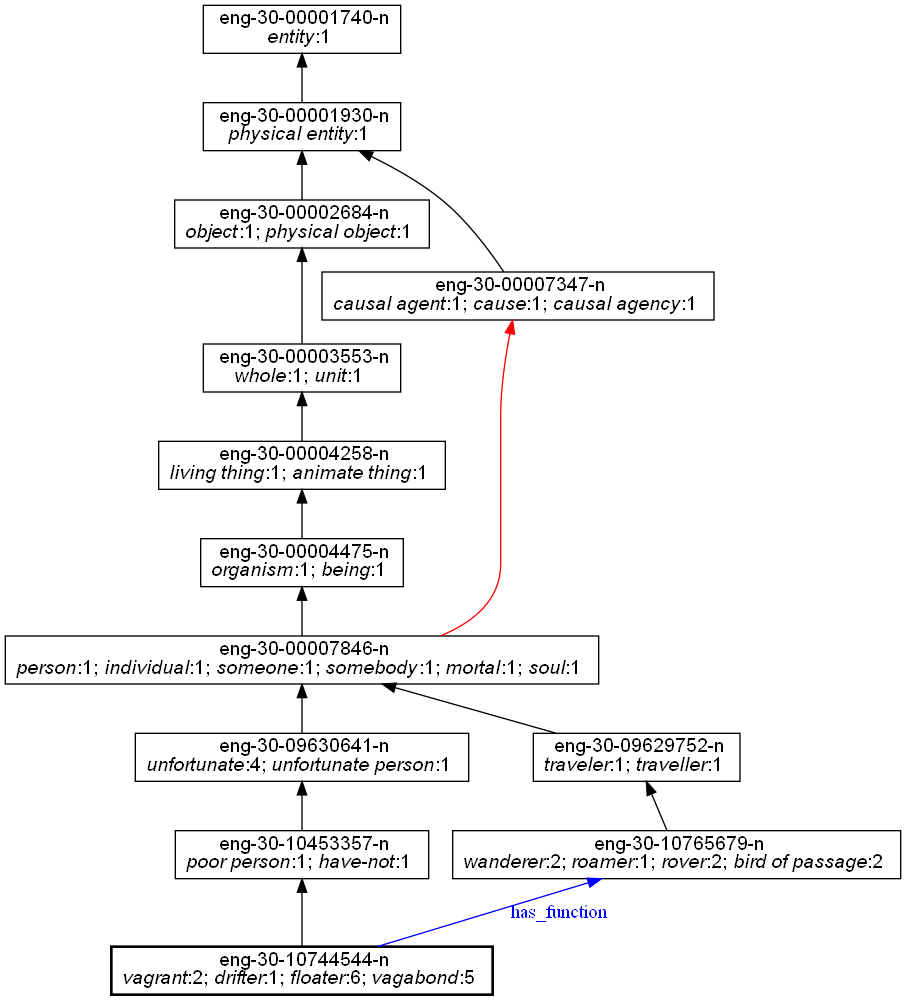 eng-30-00001740-n
entity:1
eng-30-00001930-n
physical entity:1
eng-30-00002684-n
object:1; physical object:1
eng-30-00007347-n
causal agent:1; cause:1; causal agency:1
eng-30-00003553-n
whole:1; unit:1
eng-30-00004258-n
living thing:1; animate thing:1
eng-30-00004475-n
organism:1; being:1
eng-30-00007846-n
person:1; individual:1; someone:1; somebody:1; mortal:1; soul:1
eng-30-09630641-n
unfortunate:4; unfortunate person:1
eng-30-09629752-n
traveler:1; traveller:1
eng-30-10453357-n
poor person:1; have-not:1
eng-30-10765679-n
wanderer:2; roamer:1; rover:2; bird of passage:2
has_function
eng-30-10744544-n
vagrant:2; drifter:1; floater:6; vagabond:5